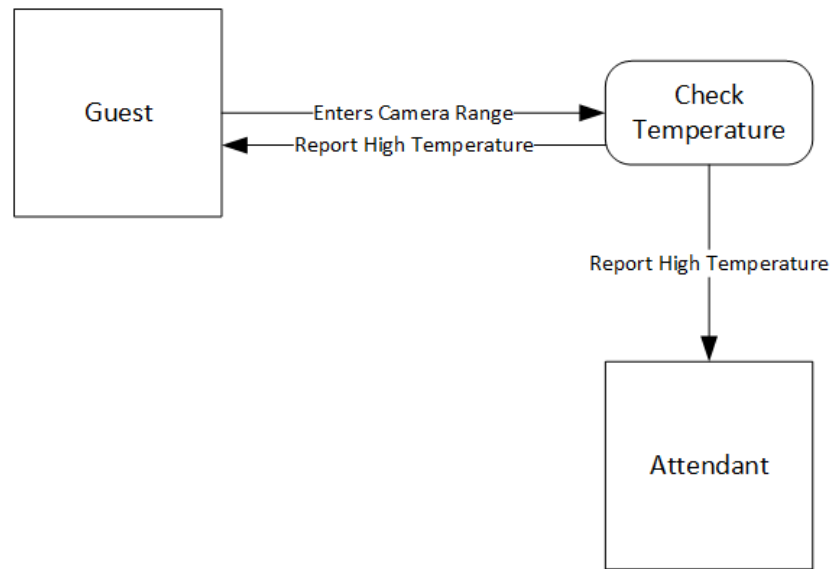 Guest
Enters Camera Range
Report High Temperature
Check
Temperature
Report High Temperature
Attendant